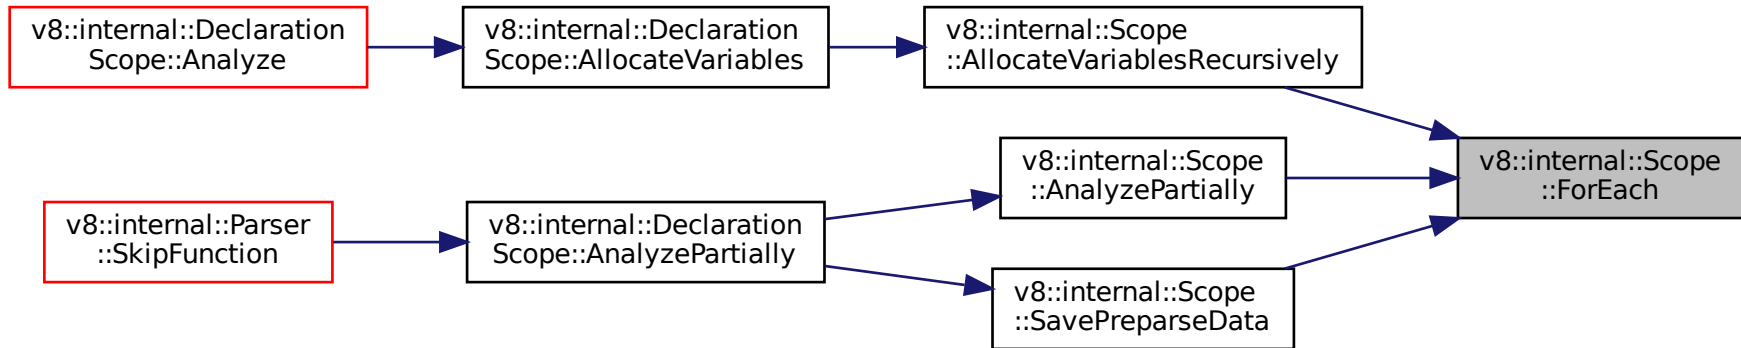 v8::internal::Declaration
Scope::Analyze
v8::internal::Declaration
Scope::AllocateVariables
v8::internal::Scope
::AllocateVariablesRecursively
v8::internal::Scope
::ForEach
v8::internal::Scope
::AnalyzePartially
v8::internal::Parser
::SkipFunction
v8::internal::Declaration
Scope::AnalyzePartially
v8::internal::Scope
::SavePreparseData